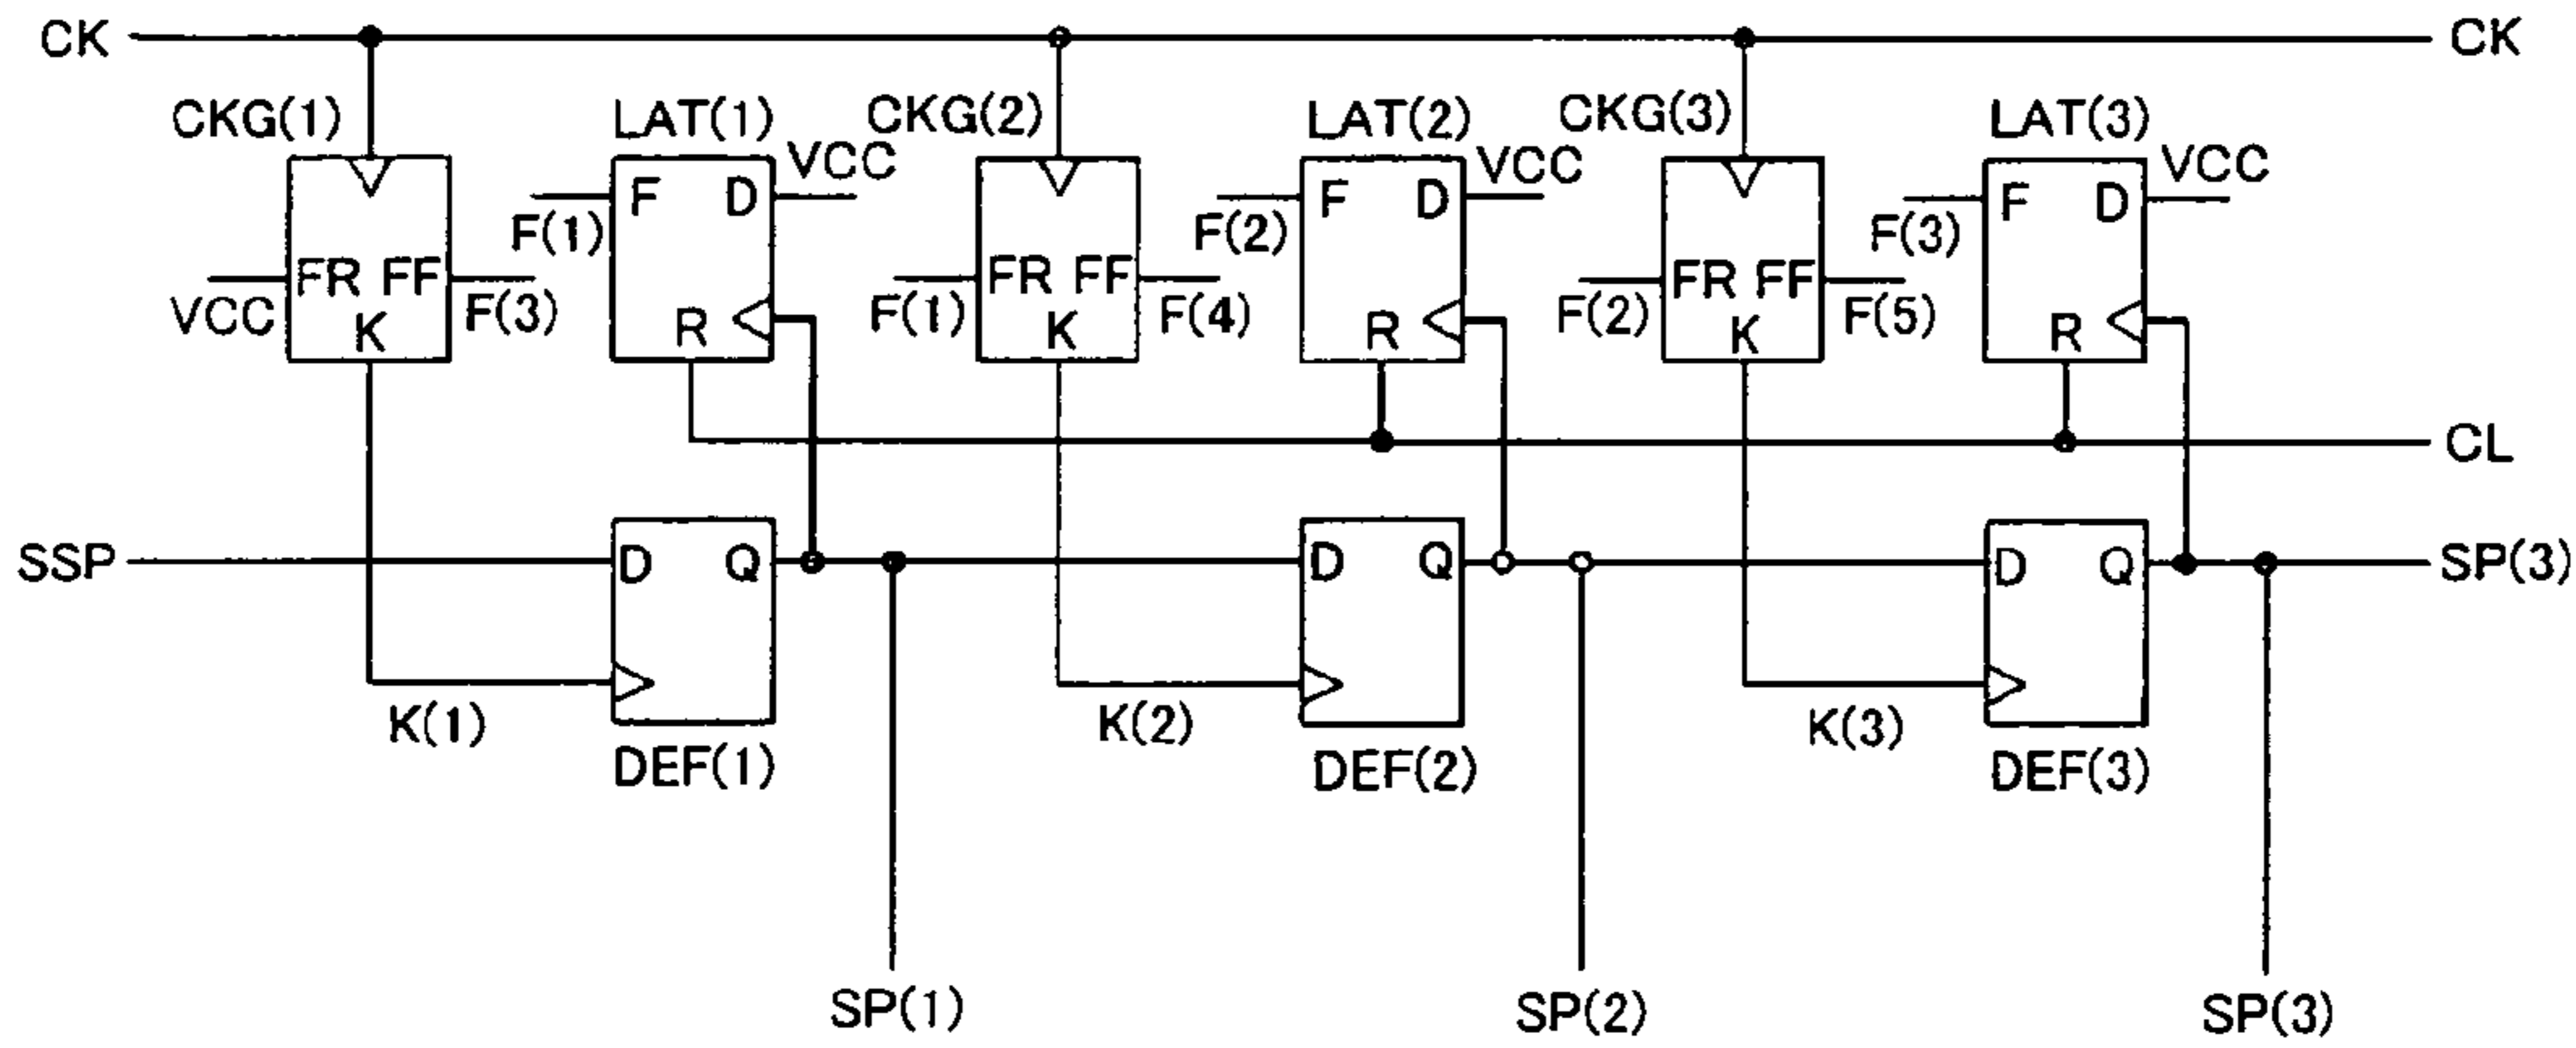 CK CK
CKG(1) LAT(1) CKG(2) LAT(2) CKG(3) LAT(3)
VCC VCC VCC
F D F D F D
F(1) F(2) F(3)
FR FF FR FF FR FF
VCC K F(3) R F(1) K F(4) R F(2) K F(5) R
CL
SSP D Q D Q D Q SP(3)
K(1) K(2) K(3)
DEF(1) DEF(2) DEF(3)
SP(1) SP(2) SP(3)